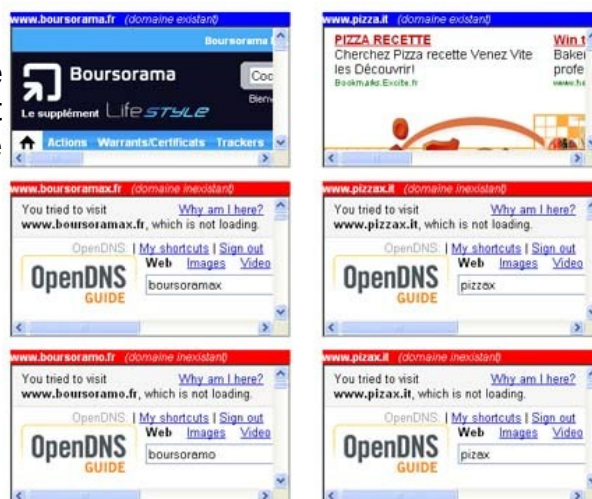 www.boursorama.fr (domaine existant)
Boursorama
Boursorama
Le supplément Life STYLE
Actions Warrants/Certificats Trackers
www.pizza.it (domaine existant)
PIZZA RECETTE
Cherchez Pizza recette Venez Vite
les Découvrir!
Bookmarks.Excite.fr
Win t
Baker
profe
www.boursoramax.fr (domaine inexistant)
You tried to visit Why am I here?
www.boursoramax.fr, which is not loading.
OpenDNS: | My shortcuts | Sign out
Web Images Video
OpenDNS
GUIDE
boursoramax
www.pizzax.it (domaine inexistant)
You tried to visit Why am I here?
www.pizzax.it, which is not loading.
OpenDNS: | My shortcuts | Sign out
Web Images Video
OpenDNS
GUIDE
pizzax
www.boursoramo.fr (domaine inexistant)
You tried to visit Why am I here?
www.boursoramo.fr, which is not loading.
OpenDNS: | My shortcuts | Sign out
Web Images Video
OpenDNS
GUIDE
boursoramo
www.pizax.it (domaine inexistant)
You tried to visit Why am I here?
www.pizax.it, which is not loading.
OpenDNS: | My shortcuts | Sign out
Web Images Video
OpenDNS
GUIDE
pizax